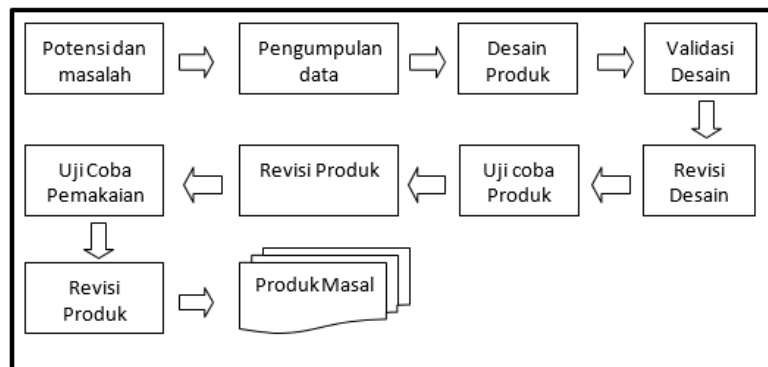 Potensi dan
masalah
Pengumpulan
data
Desain
Produk
Validasi
Desain
Revisi
Desain
Uji coba
Produk
Revisi Produk
Uji Coba
Pemakaian
Revisi
Produk
Produk Masal